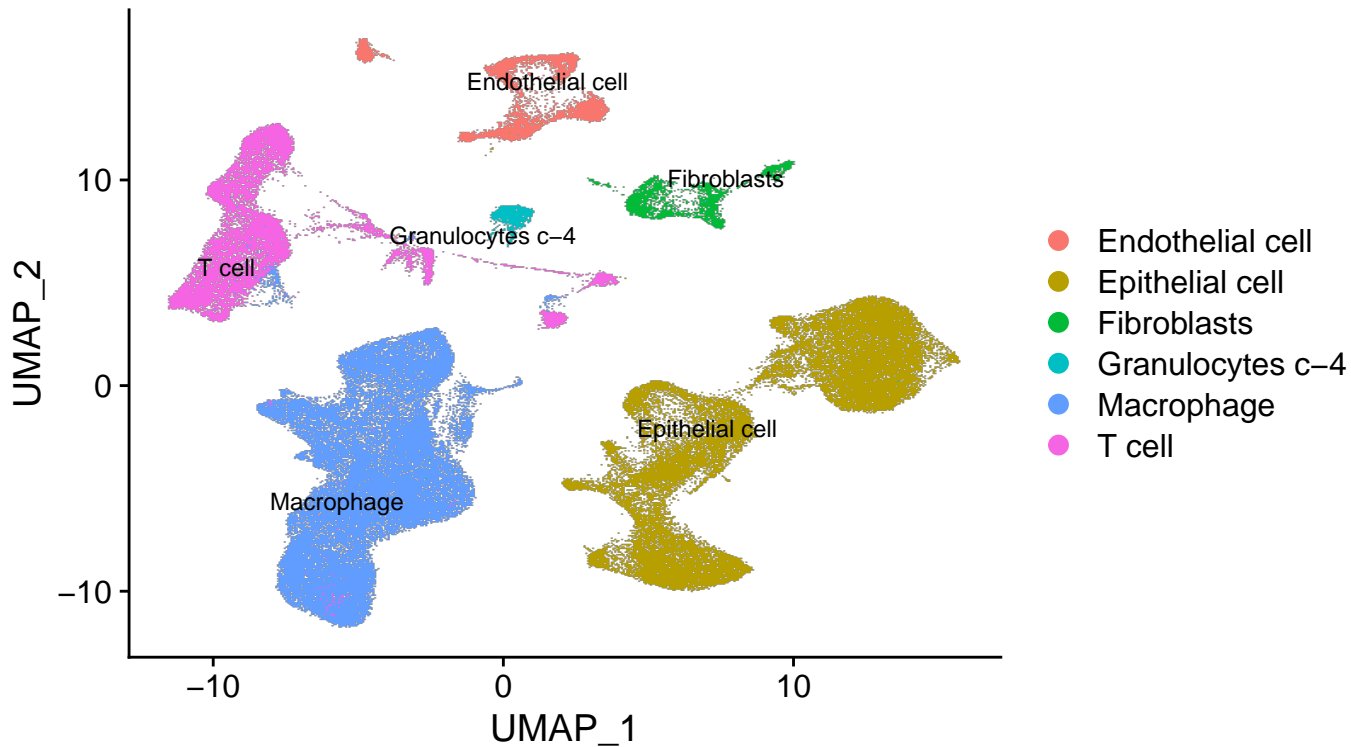 Endothelial cell
Fibroblasts
Granulocytes c−4
T cell
Epithelial cell
Macrophage
UMAP_2
10
0
−10
−10
0
10
UMAP_1
Endothelial cell
Epithelial cell
Fibroblasts
Granulocytes c−4
Macrophage
T cell